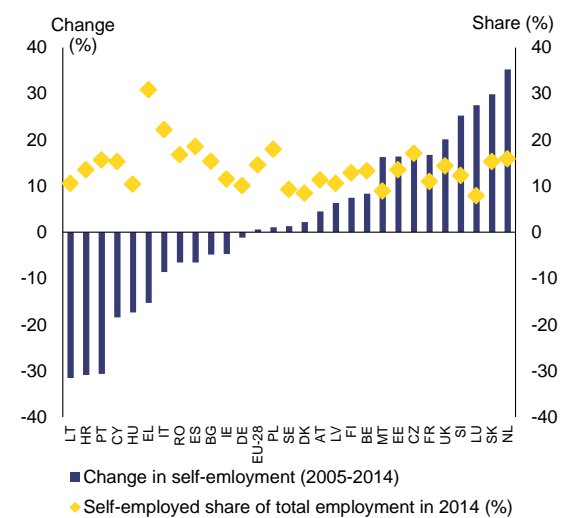 Change
(%)
Share (%)
40
30
20
10
0
-10
-20
-30
-40
40
30
20
10
0
-10
-20
-30
-40
LT
HR
PT
CY
HU
EL
IT
RO
ES
BG
IE
DE
EU-28
PL
SE
DK
AT
LV
FI
BE
MT
EE
CZ
FR
UK
SI
LU
SK
NL
Change in self-emloyment (2005-2014)
Self-employed share of total employment in 2014 (%)